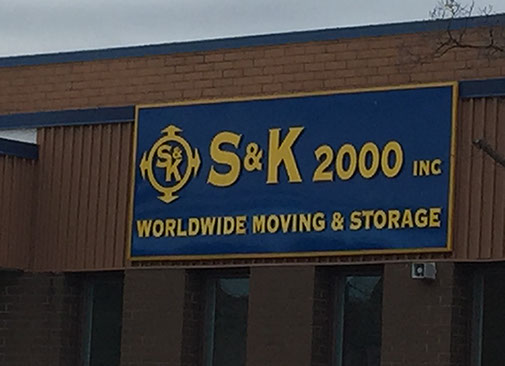 S&K S&K 2000 INC
WORLDWIDE MOVING & STORAGE